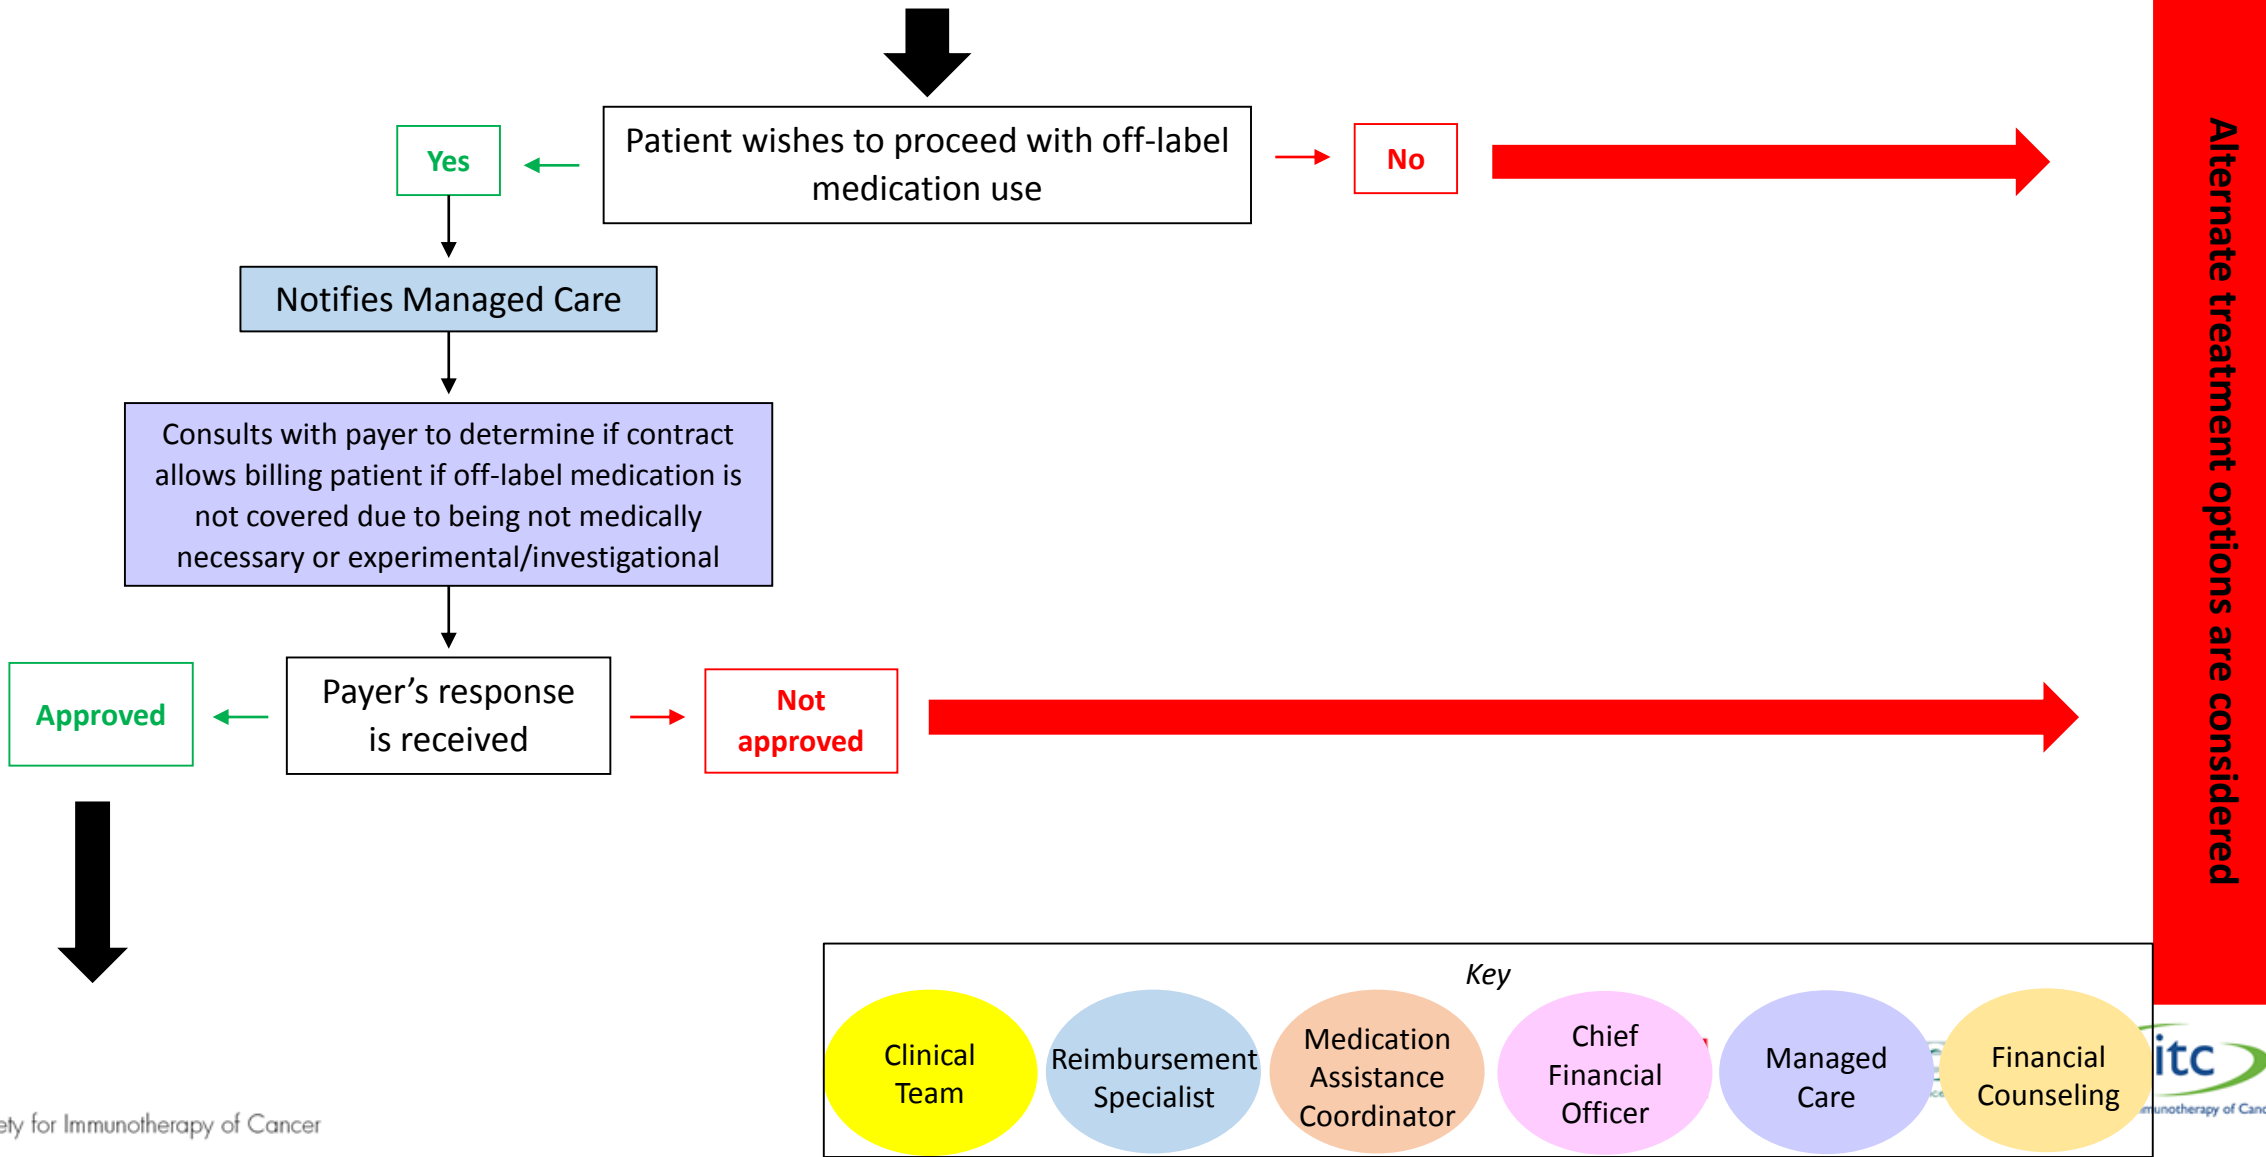 Patient wishes to proceed with off-label
medication use
Yes
No
Notifies Managed Care
Consults with payer to determine if contract
allows billing patient if off-label medication is
not covered due to being not medically
necessary or experimental/investigational
Payer’s response
is received
Approved
Not
approved
Alternate treatment options are considered
Key
Clinical
Team
Reimbursement
Specialist
Medication
Assistance
Coordinator
Chief
Financial
Officer
Managed
Care
Financial
Counseling
for Immunotherapy of Cancer
itc
of